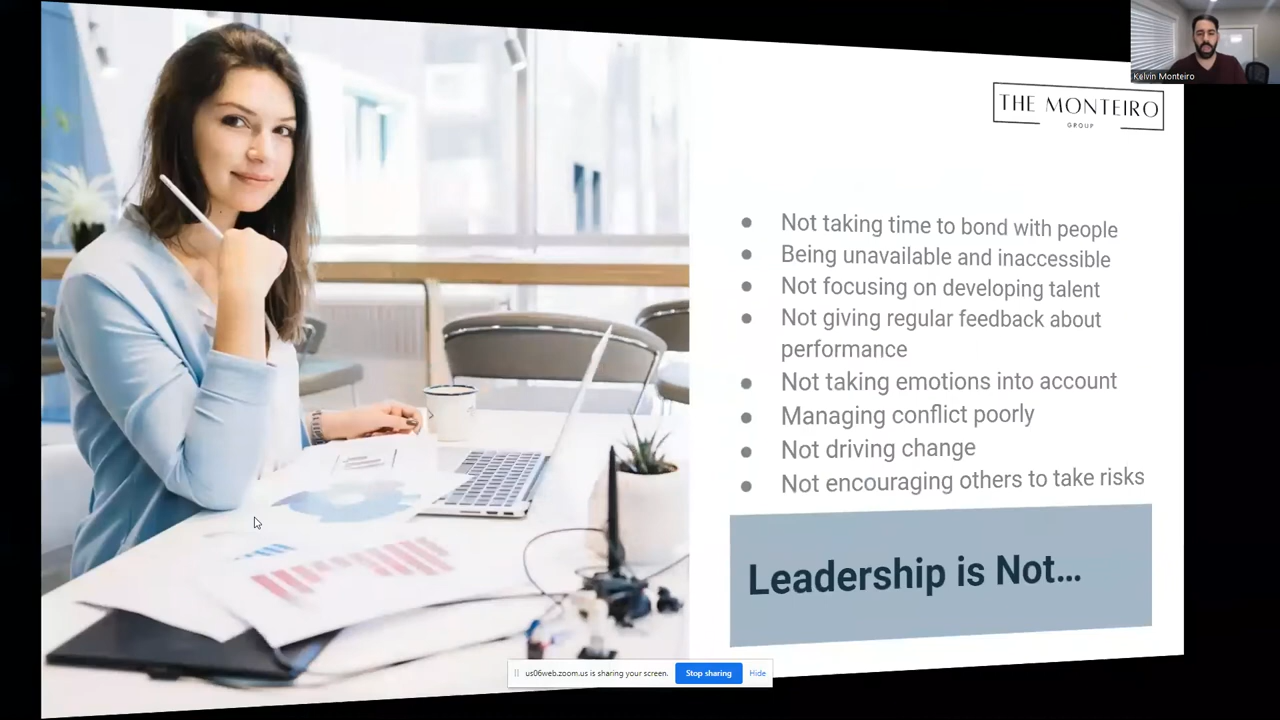 Kelvin Monteiro
THE MONTEIRO
GROUP
● Not taking time to bond with people
● Being unavailable and inaccessible
● Not focusing on developing talent
● Not giving regular feedback about
performance
● Not taking emotions into account
● Managing conflict poorly
● Not driving change
● Not encouraging others to take risks
Leadership is Not...
us06web.zoom.us is sharing your screen.
Stop sharing
Hide